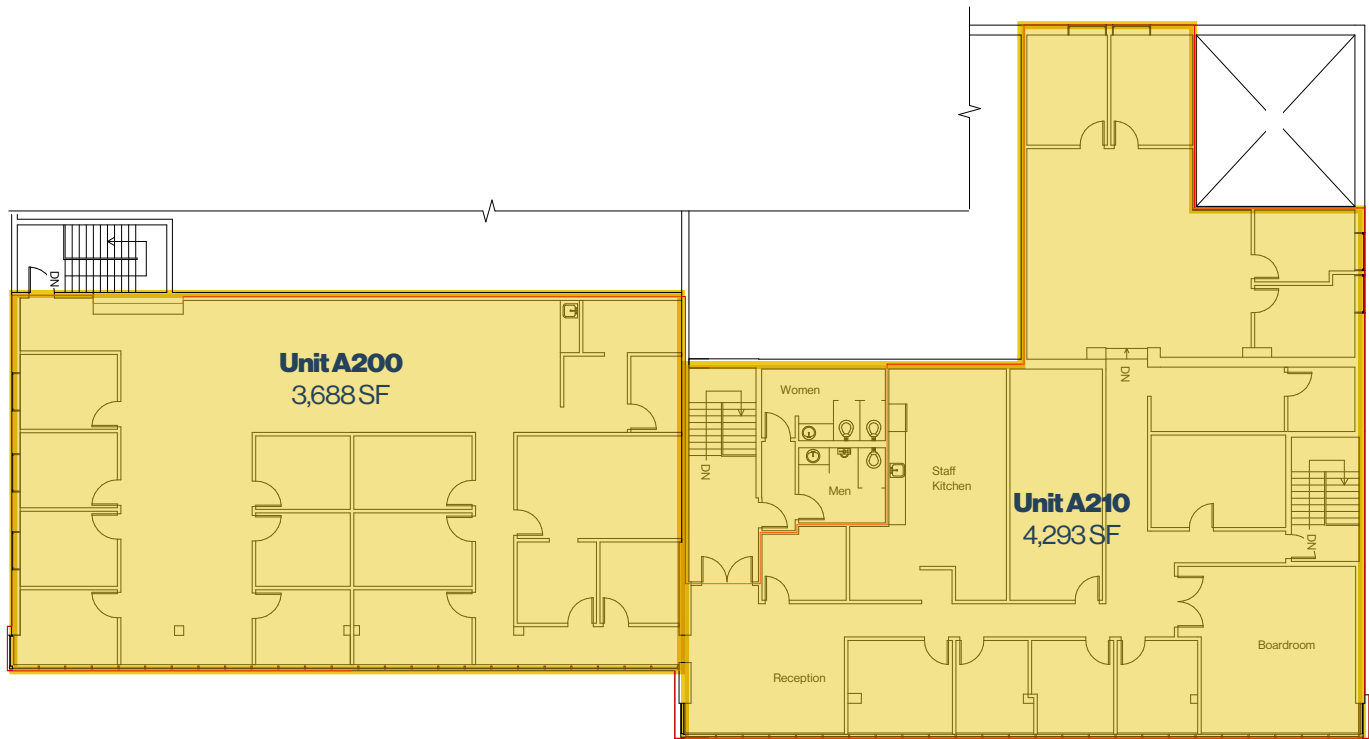 DN
Unit A200
3,688 SF
Women
Men
DN
Staff
Kitchen
DN
Unit A210
4,293 SF
DN
Reception
Boardroom